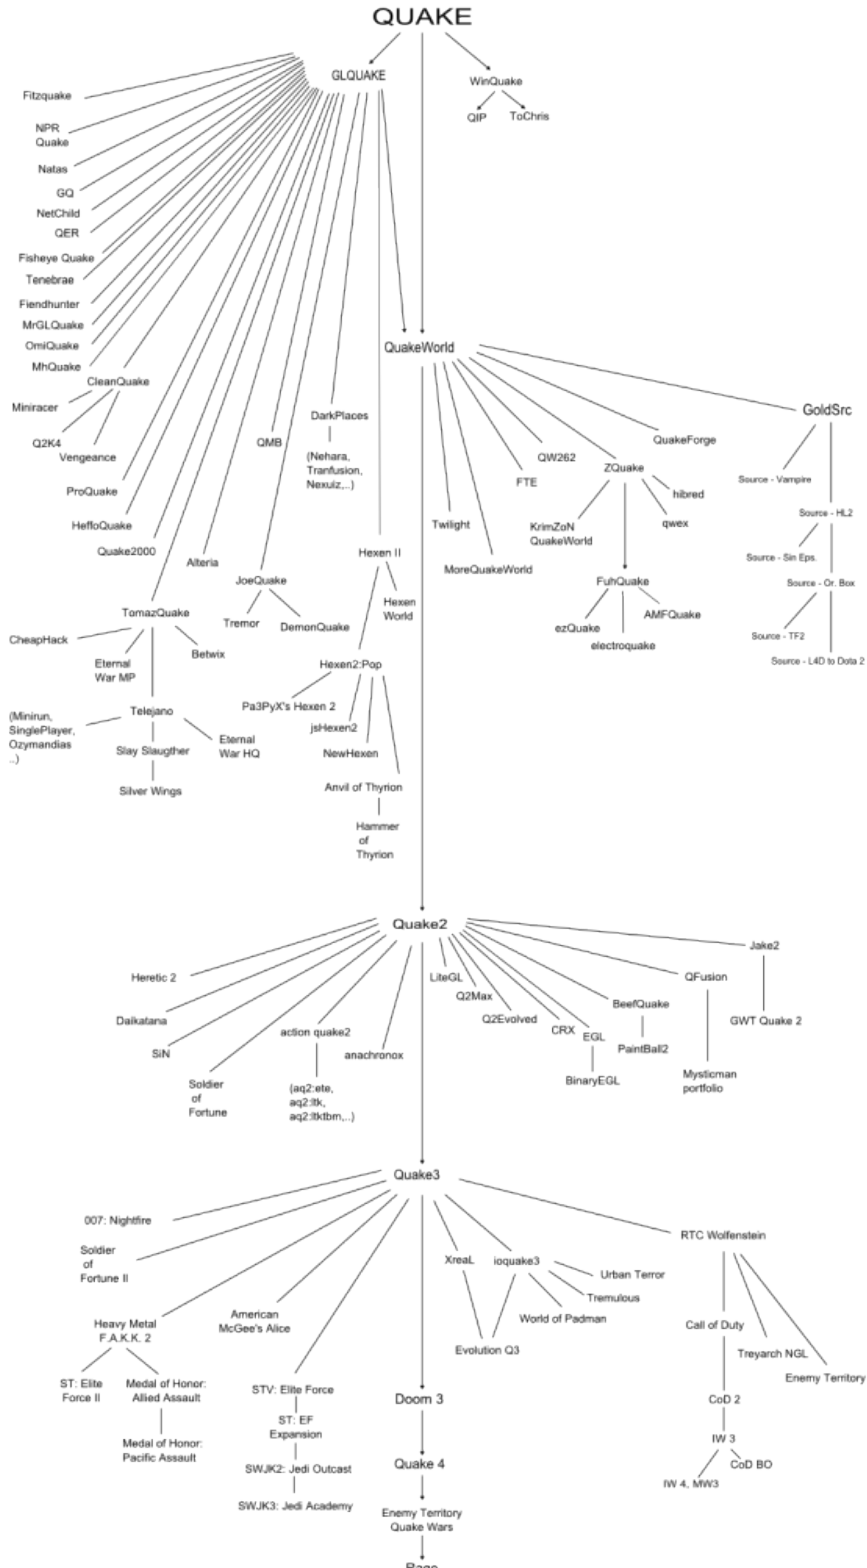 QUAKE
GLQUAKE
WinQuake
QIP
ToChris
Fitzquake
NPR
Quake
Natas
GQ
NetChild
QER
Fisheye Quake
Tenebrae
Fiendhunter
MrGLQuake
OmiQuake
MhQuake
CleanQuake
Miniracer
Q2K4
Vengeance
ProQuake
HeffoQuake
Quake2000
Alteria
QMB
DarkPlaces
(Nehara,
Tranfusion,
Nexuiz,..)
JoeQuake
Tremor
DemonQuake
TomazQuake
CheapHack
Eternal
War MP
Betwix
Telejano
(Minirun,
SinglePlayer,
Ozymandias
..)
Slay Slaugther
Silver Wings
Eternal
War HQ
Hexen II
Hexen
World
Hexen2:Pop
Pa3PyX's Hexen 2
jsHexen2
NewHexen
Anvil of Thyrion
Hammer
of
Thyrion
QuakeWorld
Twilight
MoreQuakeWorld
FTE
QW262
ZQuake
QuakeForge
KrimZoN
QuakeWorld
hibred
qwex
FuhQuake
ezQuake
electroquake
AMFQuake
GoldSrc
Source - Vampire
Source - HL2
Source - Sin Eps.
Source - Or. Box
Source - TF2
Source - L4D to Dota 2
Quake2
Heretic 2
Daikatana
SiN
Soldier
of
Fortune
action quake2
(aq2:ete,
aq2:ltk,
aq2:ltktbm,..)
anachronox
LiteGL
Q2Max
Q2Evolved
CRX
EGL
BinaryEGL
BeefQuake
PaintBall2
QFusion
Mysticman
portfolio
Jake2
GWT Quake 2
Quake3
007: Nightfire
Soldier
of
Fortune II
Heavy Metal
F.A.K.K. 2
ST: Elite
Force II
Medal of Honor:
Allied Assault
Medal of Honor:
Pacific Assault
American
McGee's Alice
STV: Elite Force
ST: EF
Expansion
SWJK2: Jedi Outcast
SWJK3: Jedi Academy
XreaL
ioquake3
Urban Terror
Tremulous
World of Padman
Evolution Q3
RTC Wolfenstein
Call of Duty
Treyarch NGL
Enemy Territory
CoD 2
IW 3
CoD BO
IW 4, MW3
Doom 3
Quake 4
Enemy Territory
Quake Wars
Rage